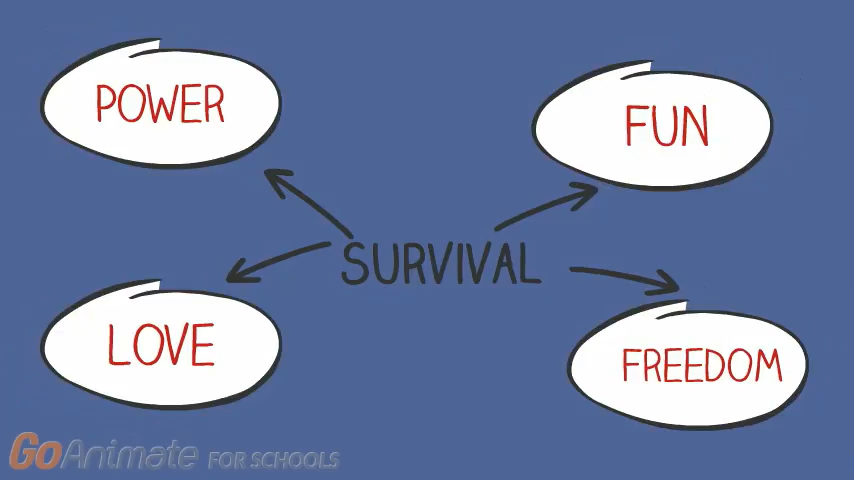 POWER
FUN
SURVIVAL
LOVE
FREEDOM
GoAnimate FOR SCHOOLS